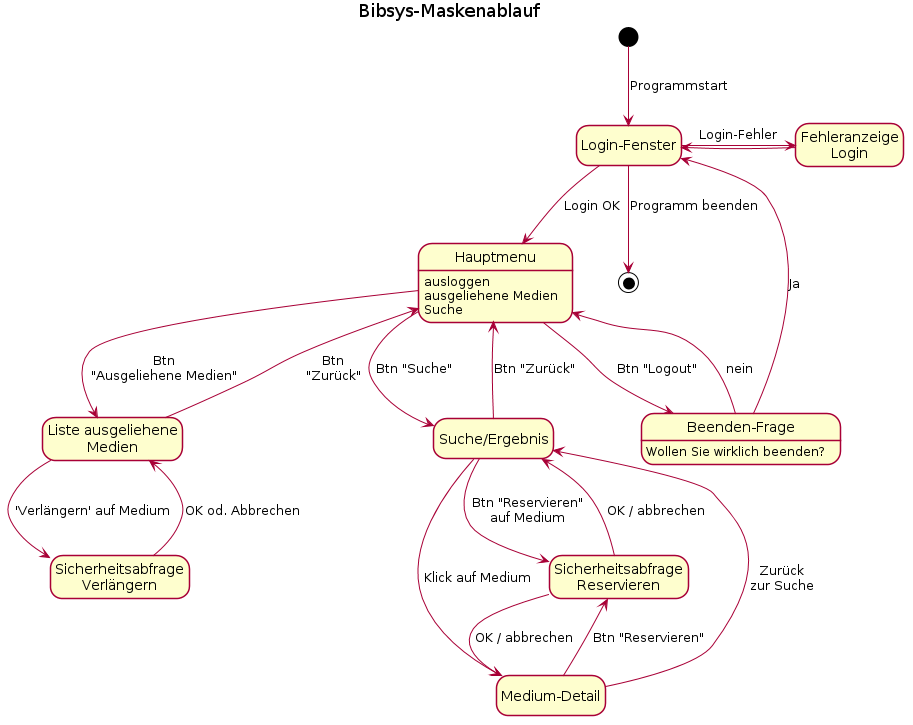 Bibsys-Maskenablauf
Programmstart
Login-Fenster
Login-Fehler
Fehleranzeige
Login
Login OK
Programm beenden
Hauptmenu
ausloggen
ausgeliehene Medien
Suche
Ja
Btn
"Ausgeliehene Medien"
Btn
"Zurück"
Btn "Suche"
Btn "Zurück"
Btn "Logout"
nein
Liste ausgeliehene
Medien
Suche/Ergebnis
Beenden-Frage
Wollen Sie wirklich beenden?
'Verlängern' auf Medium
OK od. Abbrechen
Btn "Reservieren"
auf Medium
OK / abbrechen
Sicherheitsabfrage
Verlängern
Klick auf Medium
Sicherheitsabfrage
Reservieren
Zurück
zur Suche
OK / abbrechen
Btn "Reservieren"
Medium-Detail